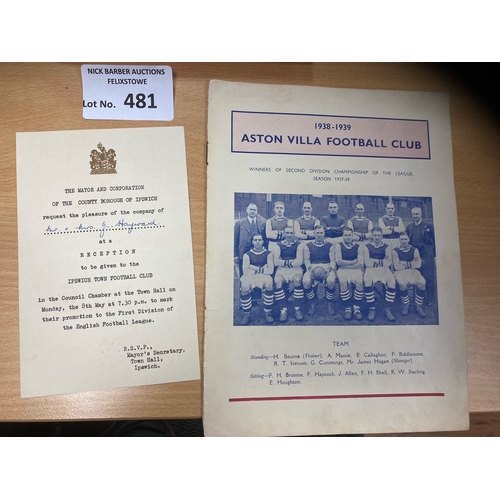 NICK BARBER AUCTIONS
FELIXSTOWE
Lot No. 481
THE MAYOR AND CORPORATION
OF THE COUNTY BOROUGH OF IPSWICH
request the pleasure of the company of
Mr. & Mrs. J. Hayward
at a
RECEPTION
to be given to the
IPSWICH TOWN FOOTBALL CLUB
in the Council Chamber at the Town Hall on
Monday, the 8th May at 7.30 p.m. to mark
their promotion to the First Division of
the English Football League.
R.S.V.P.,
Mayor's Secretary,
Town Hall,
Ipswich.
1938-1939
ASTON VILLA FOOTBALL CLUB
WINNERS OF SECOND DIVISION CHAMPIONSHIP OF THE LEAGUE,
SEASON 1937-38
TEAM
Standing—H. Bourne (Trainer), A. Massie, E. Callaghan, F. Biddlestone,
R. T. Iverson, G. Cummings, Mr. James Hogan (Manager).
Sitting—F. H. Broome, F. Haycock, J. Allen, F. H. Shell, R. W. Starling,
E. Houghton.